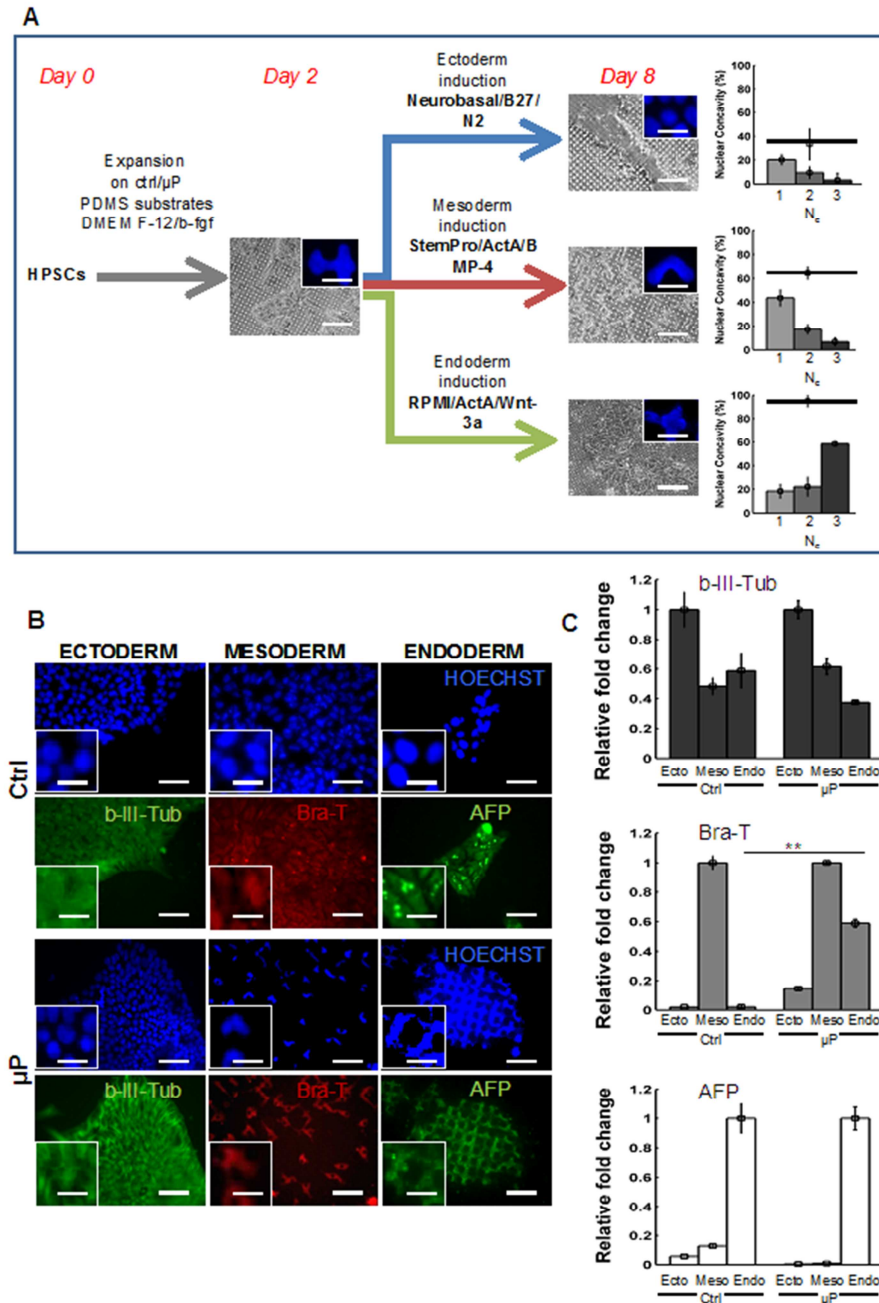 A
Day 0
Day 2
Ectoderm
induction
Neurobasal/B27/
N2
Day 8
Expansion
on ctrl/µP
PDMS substrates
DMEM F-12/b-fgf
HPSCs
Mesoderm
induction
StemPro/ActA/B
MP-4
Endoderm
induction
RPMI/ActA/Wnt-
3a
Nuclear Concavity (%)
100
80
60
40
20
0
1 2 3
Nc
Nuclear Concavity (%)
100
80
60
40
20
0
1 2 3
Nc
Nuclear Concavity (%)
100
80
60
40
20
0
1 2 3
Nc
B
ECTODERM MESODERM ENDODERM
Ctrl
HOECHST
b-III-Tub Bra-T AFP
µP
HOECHST
b-III-Tub Bra-T AFP
C
b-III-Tub
Relative fold change
1.2
1
0.8
0.6
0.4
0.2
0
Ecto Meso Endo Ecto Meso Endo
Ctrl µP
Bra-T
**
Relative fold change
1.2
1
0.8
0.6
0.4
0.2
0
Ecto Meso Endo Ecto Meso Endo
Ctrl µP
AFP
Relative fold change
1.2
1
0.8
0.6
0.4
0.2
0
Ecto Meso Endo Ecto Meso Endo
Ctrl µP